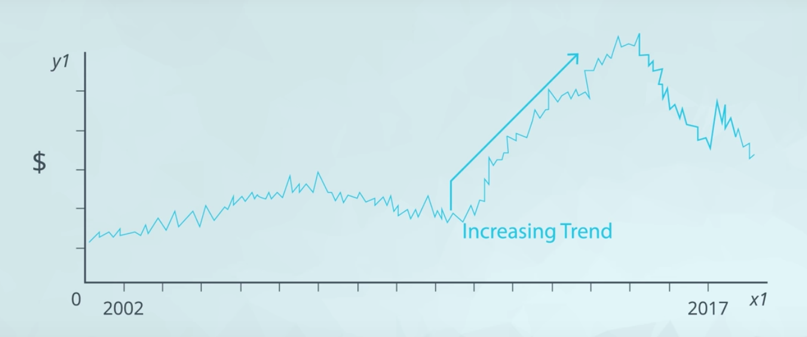 y1
$
Increasing Trend
0
2002
2017
x1